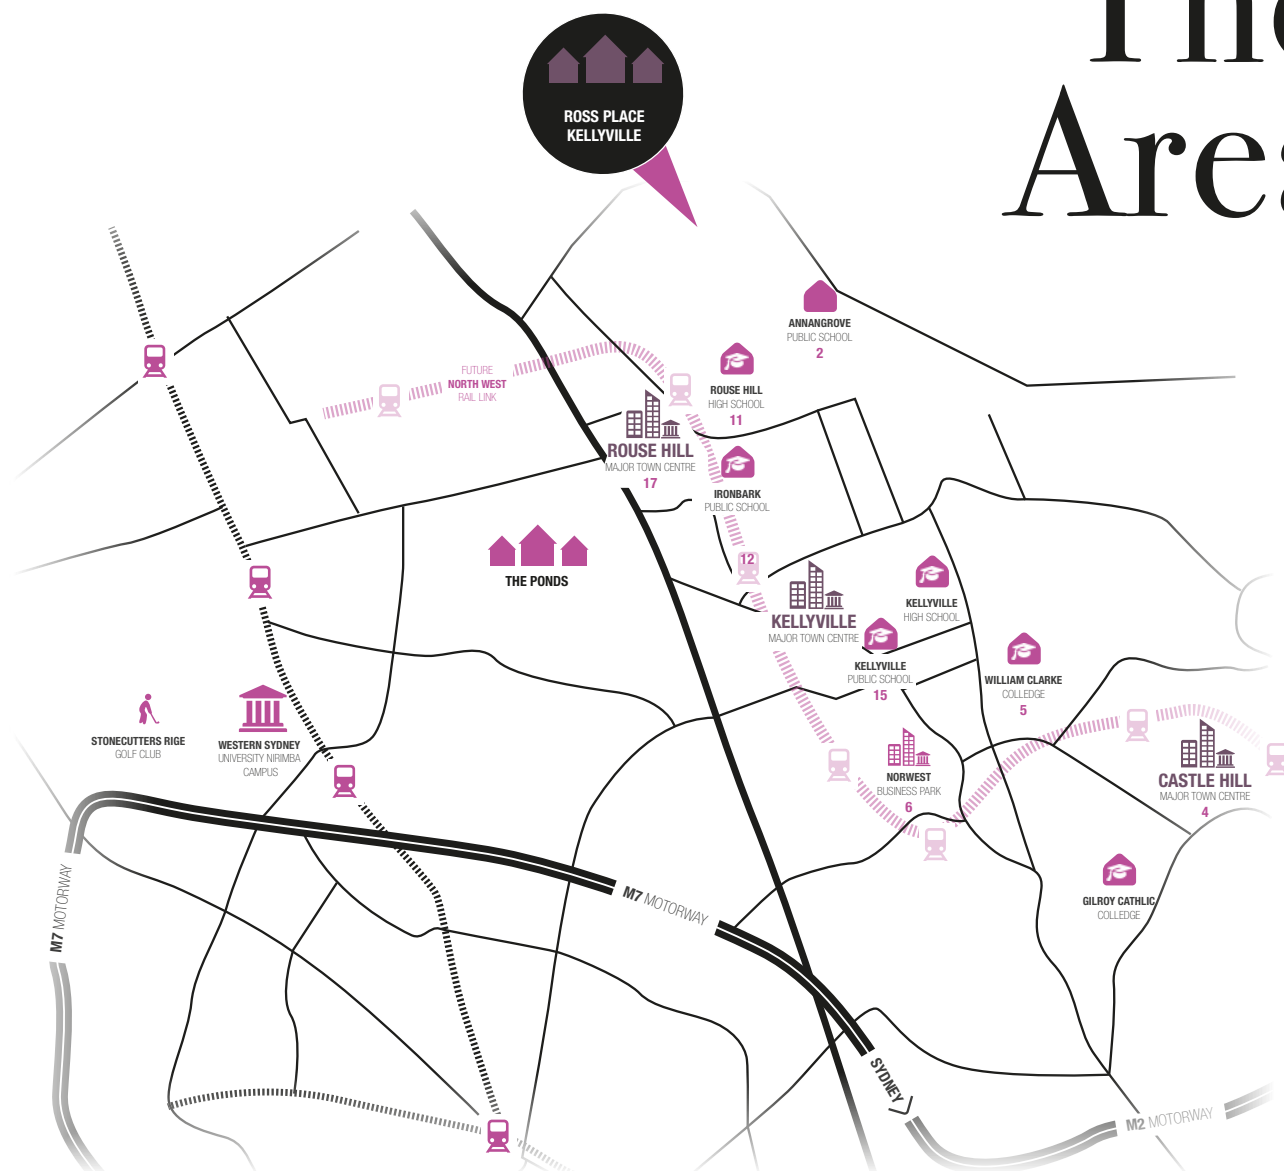 The
Area
ROSS PLACE
KELLYVILLE
ANNANGROVE
PUBLIC SCHOOL
2
FUTURE
NORTH WEST
RAIL LINK
ROUSE HILL
HIGH SCHOOL
11
ROUSE HILL
MAJOR TOWN CENTRE
17
IRONBARK
PUBLIC SCHOOL
12
THE PONDS
KELLYVILLE
MAJOR TOWN CENTRE
KELLYVILLE
HIGH SCHOOL
KELLYVILLE
PUBLIC SCHOOL
15
WILLIAM CLARKE
COLLEDGE
5
STONECUTTERS RIGE
GOLF CLUB
WESTERN SYDNEY
UNIVERSITY NIRIMBA
CAMPUS
NORWEST
BUSINESS PARK
6
CASTLE HILL
MAJOR TOWN CENTRE
4
GILROY CATHLIC
COLLEDGE
M7 MOTORWAY
M7 MOTORWAY
SYDNEY
M2 MOTORWAY